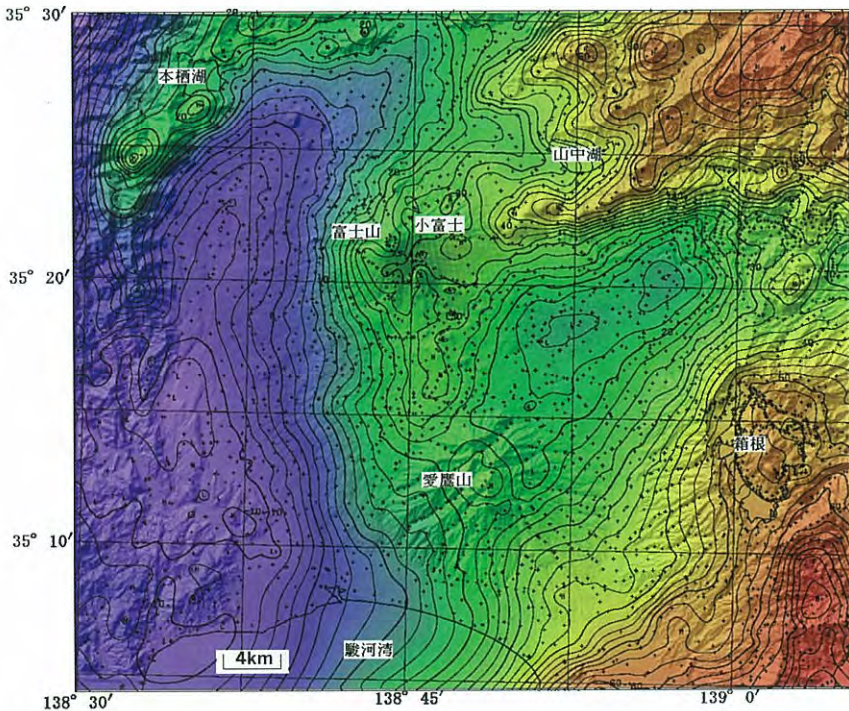 35° 30′
本栖湖
山中湖
小富士
富士山
35° 20′
箱根
愛鷹山
35° 10′
駿河湾
4km
138° 30′
138° 45′
139° 0′